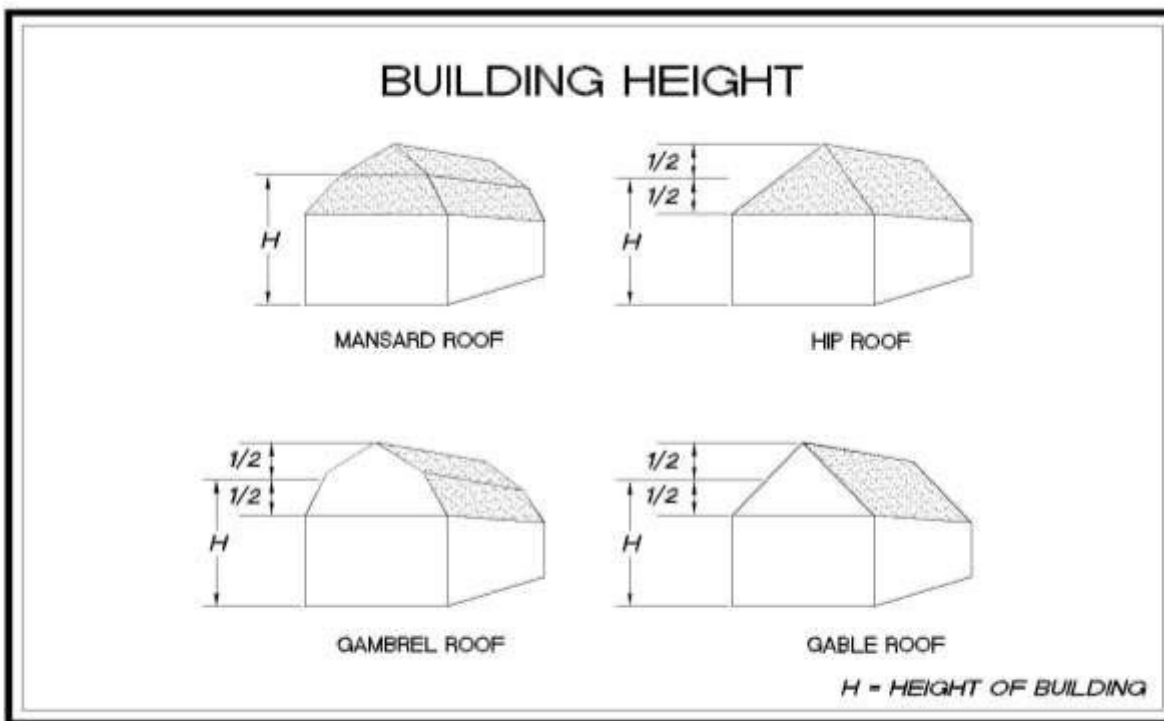 BUILDING HEIGHT
1/2
1/2
H
H
MANSARD ROOF
HIP ROOF
1/2
1/2
1/2
1/2
H
H
GAMBREL ROOF
GABLE ROOF
H = HEIGHT OF BUILDING